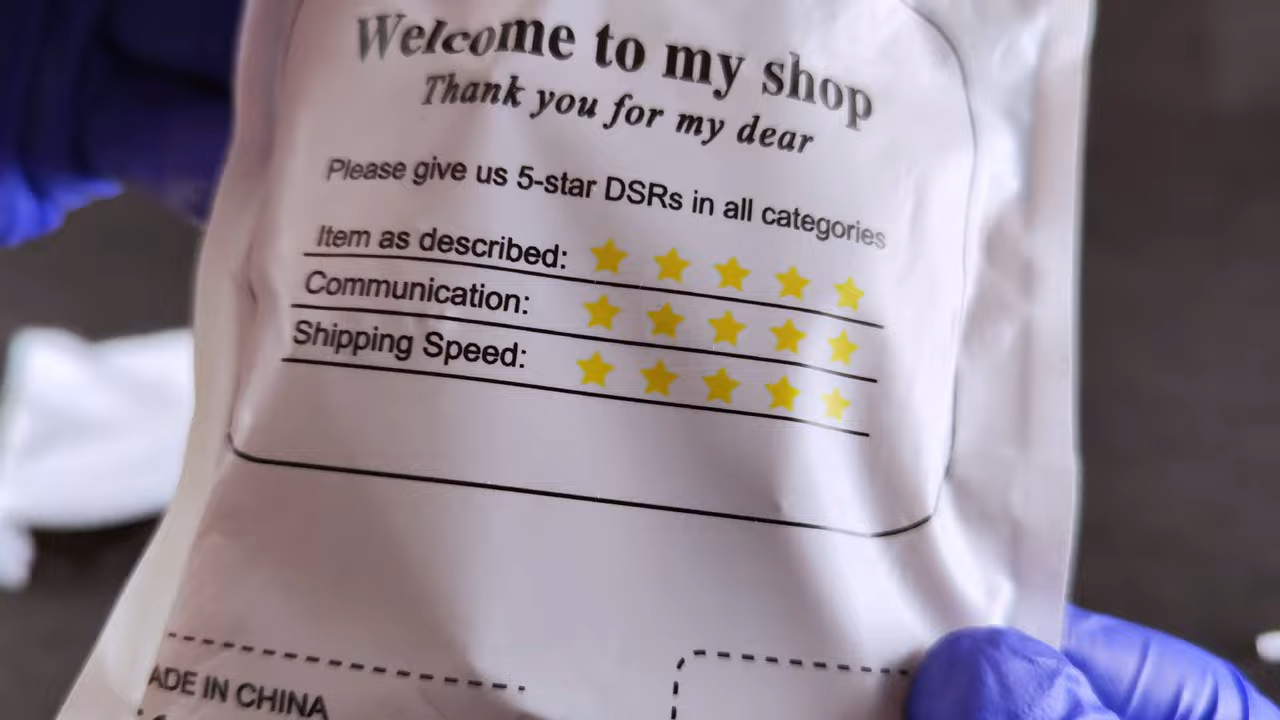 Welcome to my shop
Thank you for my dear
Please give us 5-star DSRs in all categories
Item as described:
Communication:
Shipping Speed:
ADE IN CHINA